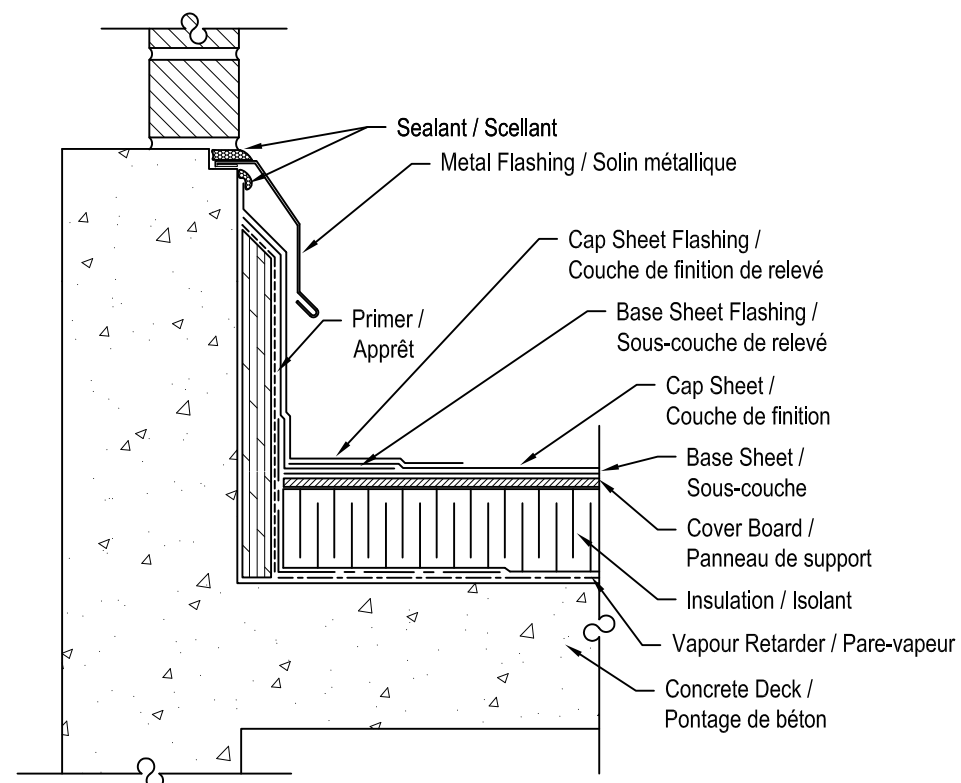 Sealant / Scellant
Metal Flashing / Solin métallique
Cap Sheet Flashing /
Couche de finition de relevé
Base Sheet Flashing /
Sous-couche de relevé
Primer /
Apprêt
Cap Sheet /
Couche de finition
Base Sheet /
Sous-couche
Cover Board /
Panneau de support
Insulation / Isolant
Vapour Retarder / Pare-vapeur
Concrete Deck /
Pontage de béton